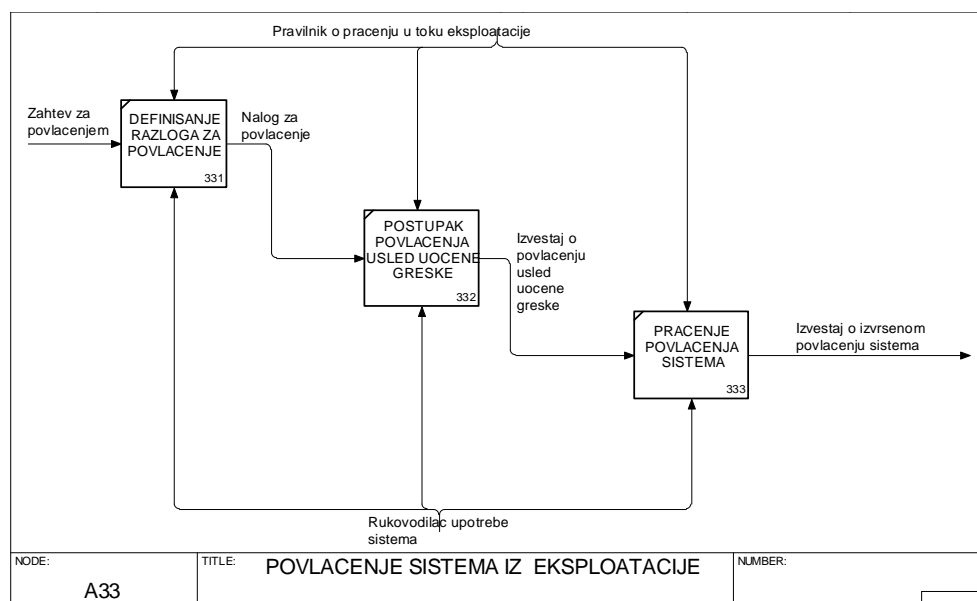 Pravilnik o pracenju u toku eksploatacije
Zahtev za
povlacenjem
DEFINISANJE
RAZLOGA ZA
POVLACENJE
331
Nalog za
povlacenje
POSTUPAK
POVLACENJA
USLED UOCENE
GRESKE
332
Izvestaj o
povlacenju
usled
uocene
greske
PRACENJE
POVLACENJA
SISTEMA
333
Izvestaj o izvrsenom
povlacenju sistema
Rukovodilac upotrebe
sistema
NODE:
A33
TITLE:
POVLACENJE SISTEMA IZ EKSPLOATACIJE
NUMBER: